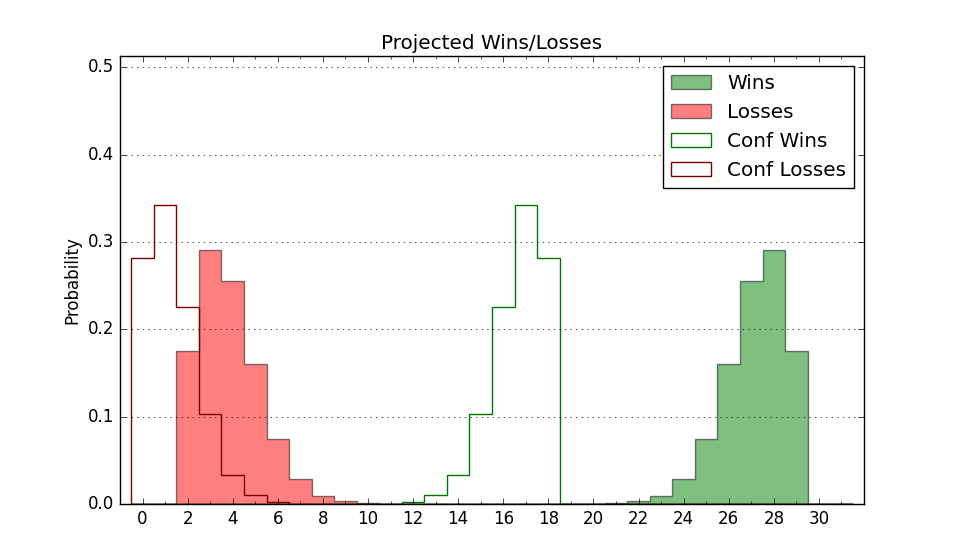 Projected Wins/Losses
Wins
Losses
Conf Wins
Conf Losses
Probability
0.5
0.4
0.3
0.2
0.1
0.0
0 2 4 6 8 10 12 14 16 18 20 22 24 26 28 30